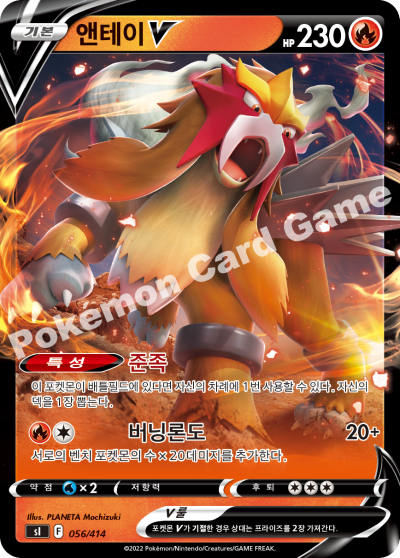 기본 앤테이 V HP 230
Pokémon Card Game
특성 준족
이 포켓몬이 배틀필드에 있다면 자신의 차례에 1번 사용할 수 있다. 자신의
덱을 1장 뽑는다.
버닝론도 20+
서로의 벤치 포켓몬의 수 × 20데미지를 추가한다.
약점 × 2 저항력 후퇴
Illus. PLANETA Mochizuki
V룰
sI F 056/414
포켓몬 V가 기절한 경우 상대는 프라이즈를 2장 가져간다.
©2022 Pokémon/Nintendo/Creatures/GAME FREAK.